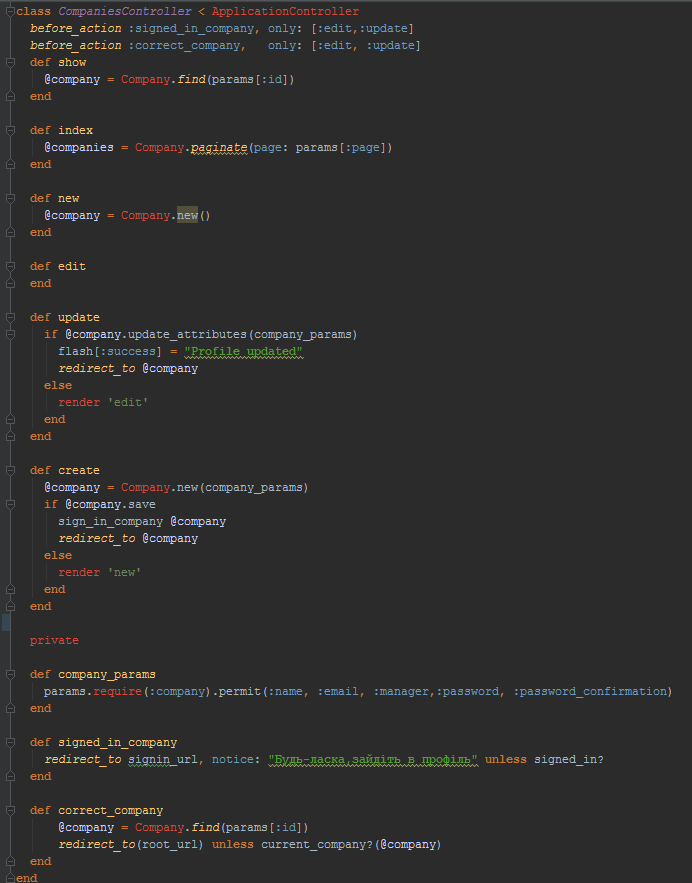 class CompaniesController < ApplicationController
  before_action :signed_in_company, only: [:edit,:update]
  before_action :correct_company,   only: [:edit, :update]
  def show
    @company = Company.find(params[:id])
  end

  def index
    @companies = Company.paginate(page: params[:page])
  end

  def new
    @company = Company.new()
  end

  def edit
  end

  def update
    if @company.update_attributes(company_params)
      flash[:success] = "Profile updated"
      redirect_to @company
    else
      render 'edit'
    end
  end

  def create
    @company = Company.new(company_params)
    if @company.save
      sign_in_company @company
      redirect_to @company
    else
      render 'new'
    end
  end

  private

  def company_params
    params.require(:company).permit(:name, :email, :manager,:password, :password_confirmation)
  end

  def signed_in_company
    redirect_to signin_url, notice: "Будь-ласка,зайдіть в профіль" unless signed_in?
  end

  def correct_company
      @company = Company.find(params[:id])
      redirect_to(root_url) unless current_company?(@company)
  end
end